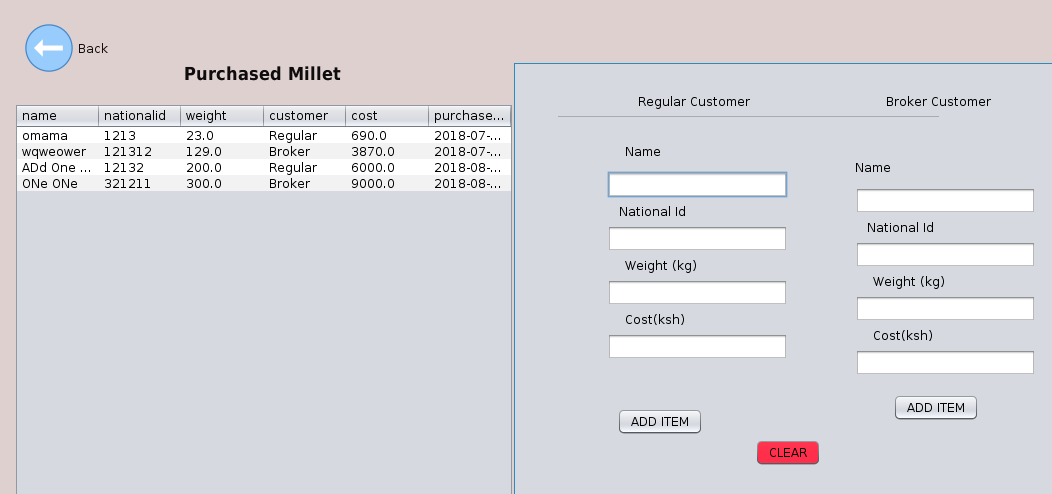 Back
Purchased Millet
name nationalid weight customer cost purchase...
omama 1213 23.0 Regular 690.0 2018-07-...
wqweower 121312 129.0 Broker 3870.0 2018-07-...
ADd One ... 12132 200.0 Regular 6000.0 2018-08-...
ONe ONe 321211 300.0 Broker 9000.0 2018-08-...
Regular Customer
Name
National Id
Weight (kg)
Cost(ksh)
ADD ITEM
Broker Customer
Name
National Id
Weight (kg)
Cost(ksh)
ADD ITEM
CLEAR